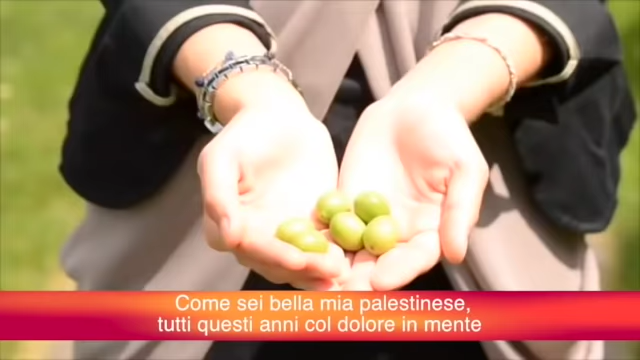 Come sei bella mia palestinese,
tutti questi anni col dolore in mente